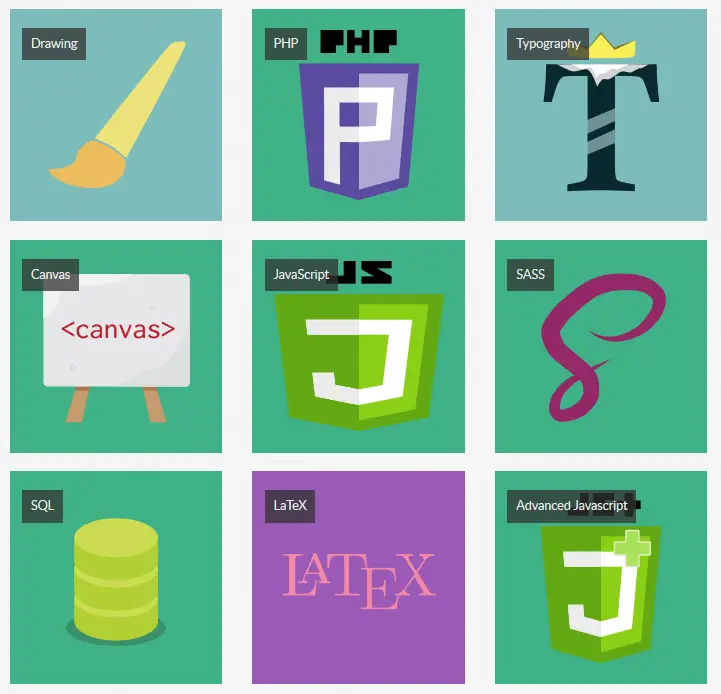 Drawing
PHP
PHP
P
Typography
T
Canvas
<canvas>
JavaScript
JS
J
SASS
SQL
LaTeX
LATEX
Advanced Javascript
J